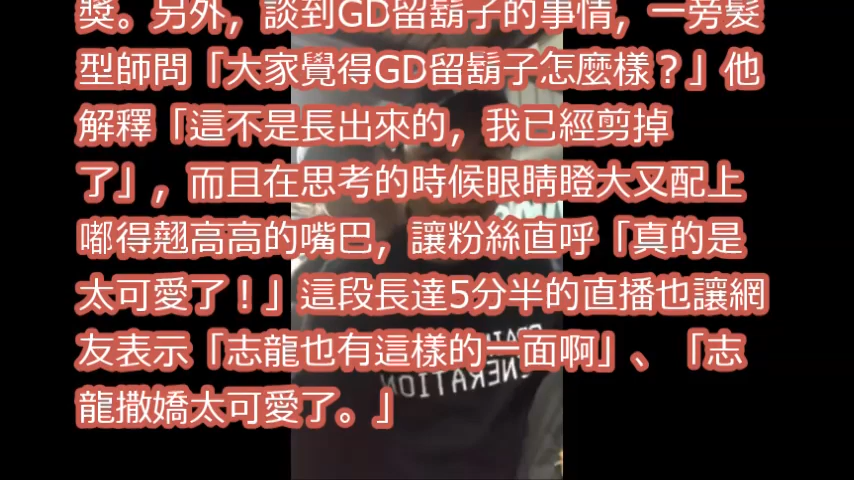 獎。另外，談到GD留鬍子的事情，一旁髮
型師問「大家覺得GD留鬍子怎麼樣？」他
解釋「這不是長出來的，我已經剪掉
了」，而且在思考的時候眼睛瞪大又配上
嘟得翹高高的嘴巴，讓粉絲直呼「真的是
太可愛了！」這段長達5分半的直播也讓網
友表示「志龍也有這樣的一面啊」、「志
龍撒嬌太可愛了。」